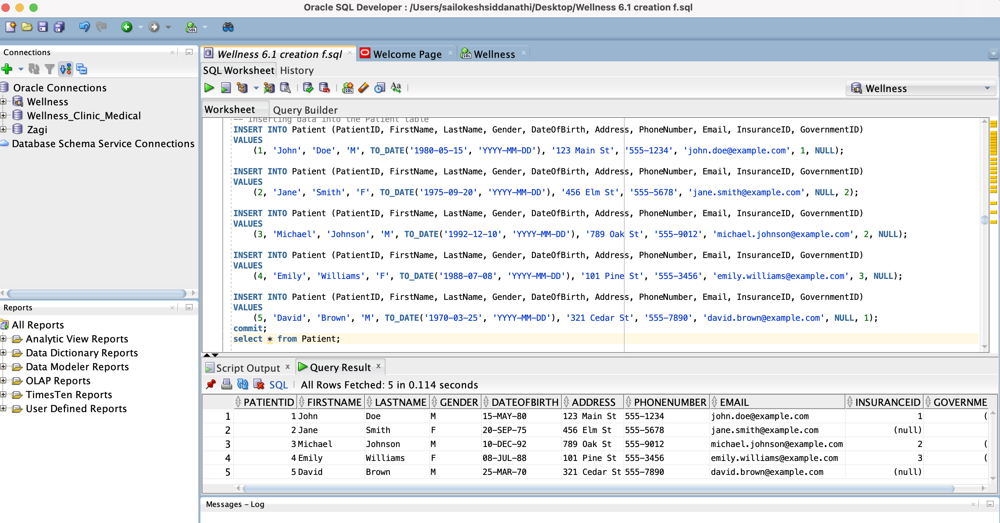 Oracle SQL Developer : /Users/sailokeshsiddanathi/Desktop/Wellness 6.1 creation f.sql
Connections
Oracle Connections
Wellness
Wellness_Clinic_Medical
Zagi
Database Schema Service Connections
Reports
All Reports
Analytic View Reports
Data Dictionary Reports
Data Modeler Reports
OLAP Reports
TimesTen Reports
User Defined Reports
Wellness 6.1 creation f.sql Welcome Page Wellness
SQL Worksheet History
Wellness
Worksheet Query Builder
-- Inserting data into the Patient table
INSERT INTO Patient (PatientID, FirstName, LastName, Gender, DateOfBirth, Address, PhoneNumber, Email, InsuranceID, GovernmentID)
VALUES
(1, 'John', 'Doe', 'M', TO_DATE('1980-05-15', 'YYYY-MM-DD'), '123 Main St', '555-1234', 'john.doe@example.com', 1, NULL);
INSERT INTO Patient (PatientID, FirstName, LastName, Gender, DateOfBirth, Address, PhoneNumber, Email, InsuranceID, GovernmentID)
VALUES
(2, 'Jane', 'Smith', 'F', TO_DATE('1975-09-20', 'YYYY-MM-DD'), '456 Elm St', '555-5678', 'jane.smith@example.com', NULL, 2);
INSERT INTO Patient (PatientID, FirstName, LastName, Gender, DateOfBirth, Address, PhoneNumber, Email, InsuranceID, GovernmentID)
VALUES
(3, 'Michael', 'Johnson', 'M', TO_DATE('1992-12-10', 'YYYY-MM-DD'), '789 Oak St', '555-9012', 'michael.johnson@example.com', 2, NULL);
INSERT INTO Patient (PatientID, FirstName, LastName, Gender, DateOfBirth, Address, PhoneNumber, Email, InsuranceID, GovernmentID)
VALUES
(4, 'Emily', 'Williams', 'F', TO_DATE('1988-07-08', 'YYYY-MM-DD'), '101 Pine St', '555-3456', 'emily.williams@example.com', 3, NULL);
INSERT INTO Patient (PatientID, FirstName, LastName, Gender, DateOfBirth, Address, PhoneNumber, Email, InsuranceID, GovernmentID)
VALUES
(5, 'David', 'Brown', 'M', TO_DATE('1970-03-25', 'YYYY-MM-DD'), '321 Cedar St', '555-7890', 'david.brown@example.com', NULL, 1);
commit;
select * from Patient;
Script Output Query Result
SQL All Rows Fetched: 5 in 0.114 seconds
PATIENTID FIRSTNAME LASTNAME GENDER DATEOFBIRTH ADDRESS PHONENUMBER EMAIL INSURANCEID GOVERNME
1 1 John Doe M 15-MAY-80 123 Main St 555-1234 john.doe@example.com 1 (
2 2 Jane Smith F 20-SEP-75 456 Elm St 555-5678 jane.smith@example.com (null)
3 3 Michael Johnson M 10-DEC-92 789 Oak St 555-9012 michael.johnson@example.com 2 (
4 4 Emily Williams F 08-JUL-88 101 Pine St 555-3456 emily.williams@example.com 3 (
5 5 David Brown M 25-MAR-70 321 Cedar St 555-7890 david.brown@example.com (null)
Messages - Log